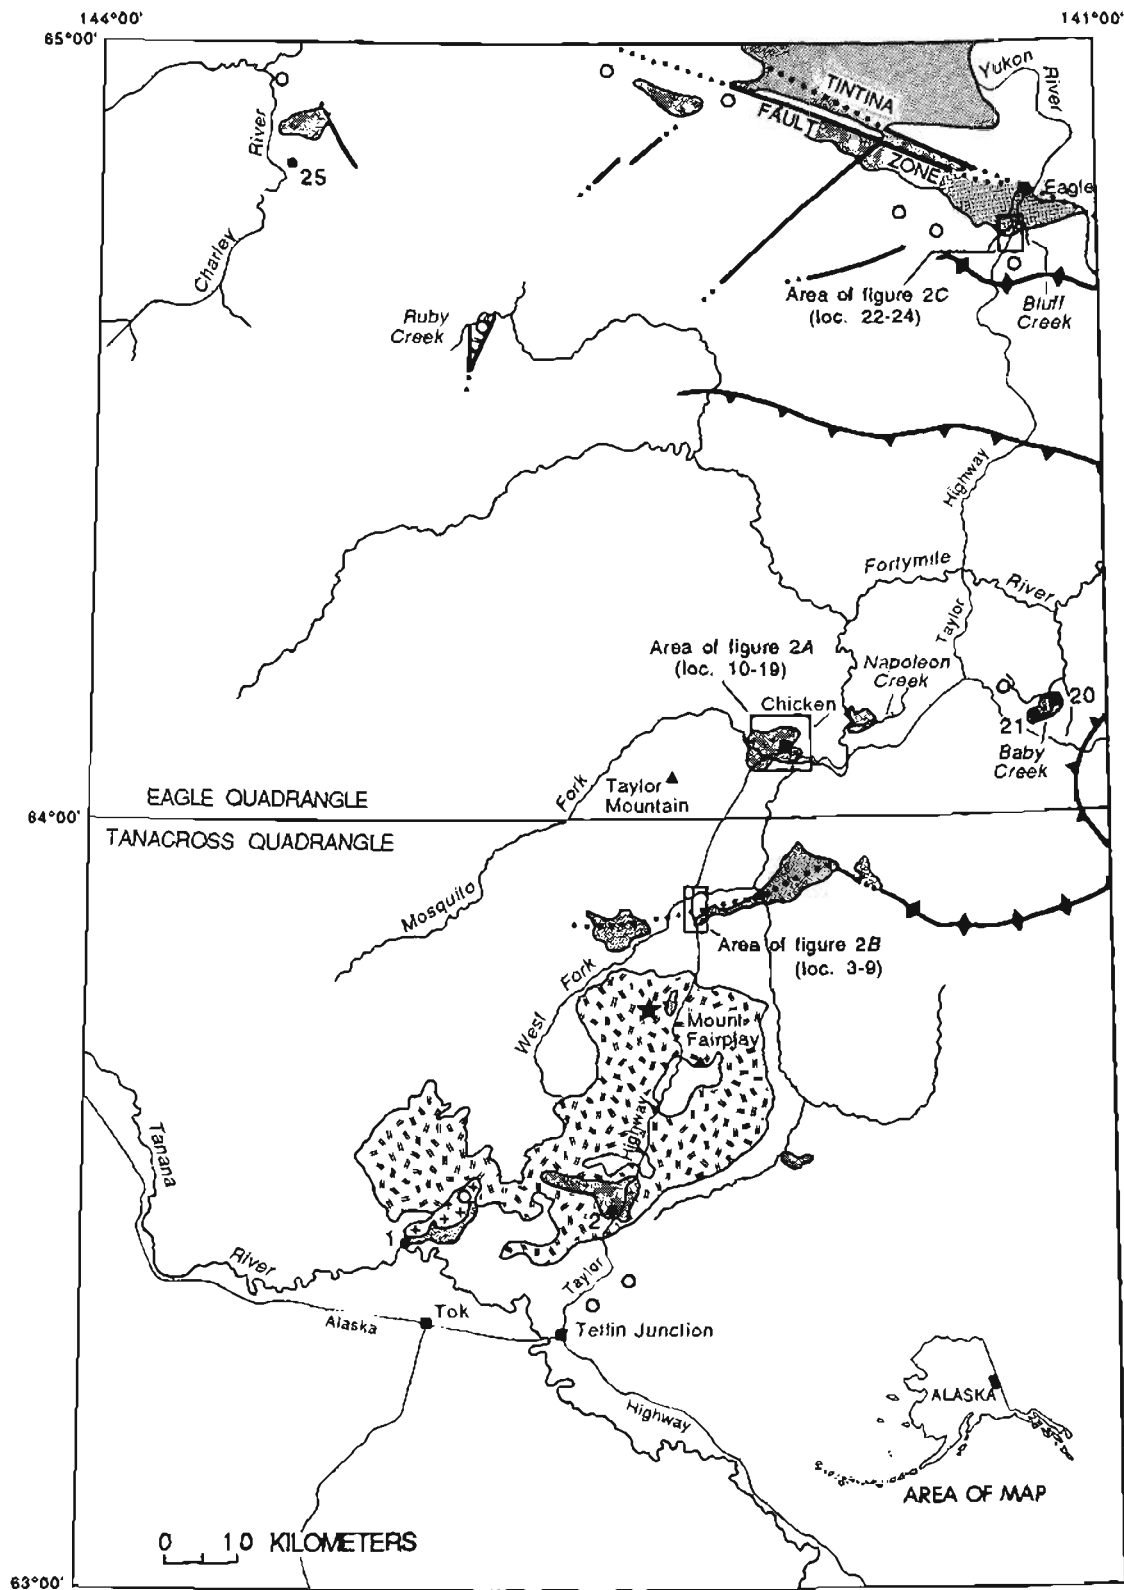 144°00'
141°00'
65°00'
Yukon
River
TINTINA
FAULT
ZONE
River
25
Eagle
Charley
Area of figure 2C
(loc. 22-24)
Bluff
Creek
Ruby
Creek
Highway
Fortymile
River
Taylor
Area of figure 2A
(loc. 10-19)
Napoleon
Creek
Chicken
20
21
Baby
Creek
Taylor
Mountain
Fork
EAGLE QUADRANGLE
64°00'
TANACROSS QUADRANGLE
Mosquito
Area of figure 2B
(loc. 3-9)
Fork
West
Mount
Fairplay
Highway
Tanana
2
1
River
Taylor
Tok
Alaska
Tetlin Junction
Highway
ALASKA
AREA OF MAP
0 10 KILOMETERS
63°00'